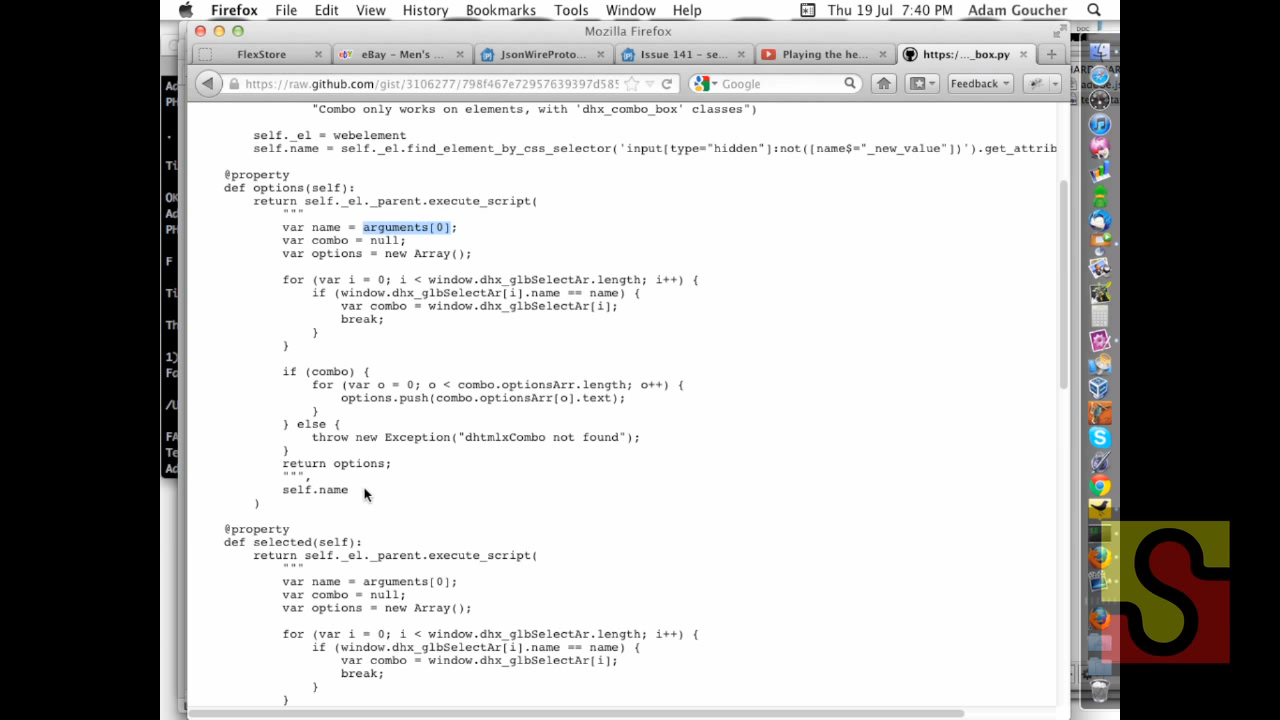 Firefox File Edit View History Bookmarks Tools Window Help Thu 19 Jul 7:40 PM Adam Goucher
Mozilla Firefox
FlexStore eBay – Men's JsonWireProto... Issue 141 – se... Playing the he... https:/..._box.py
https://raw.github.com/gist/2106277/798f467e72957639397d585 Google Feedback
"Combo only works on elements, with 'dhx_combo_box' classes")
self._el = webelement
self.name = self._el.find_element_by_css_selector('input[type="hidden"]:not([name$="_new_value"])').get_attrib
@property
def options(self):
return self._el._parent.execute_script(
"""
var name = arguments[0];
var combo = null;
var options = new Array();
for (var i = 0; i < window.dhx_glbSelectAr.length; i++) {
if (window.dhx_glbSelectAr[i].name == name) {
var combo = window.dhx_glbSelectAr[i];
break;
}
}
if (combo) {
for (var o = 0; o < combo.optionsArr.length; o++) {
options.push(combo.optionsArr[o].text);
}
} else {
throw new Exception("dhtmlxCombo not found");
}
return options;
""",
self.name
)
@property
def selected(self):
return self._el._parent.execute_script(
"""
var name = arguments[0];
var combo = null;
var options = new Array();
for (var i = 0; i < window.dhx_glbSelectAr.length; i++) {
if (window.dhx_glbSelectAr[i].name == name) {
var combo = window.dhx_glbSelectAr[i];
break;
}
}